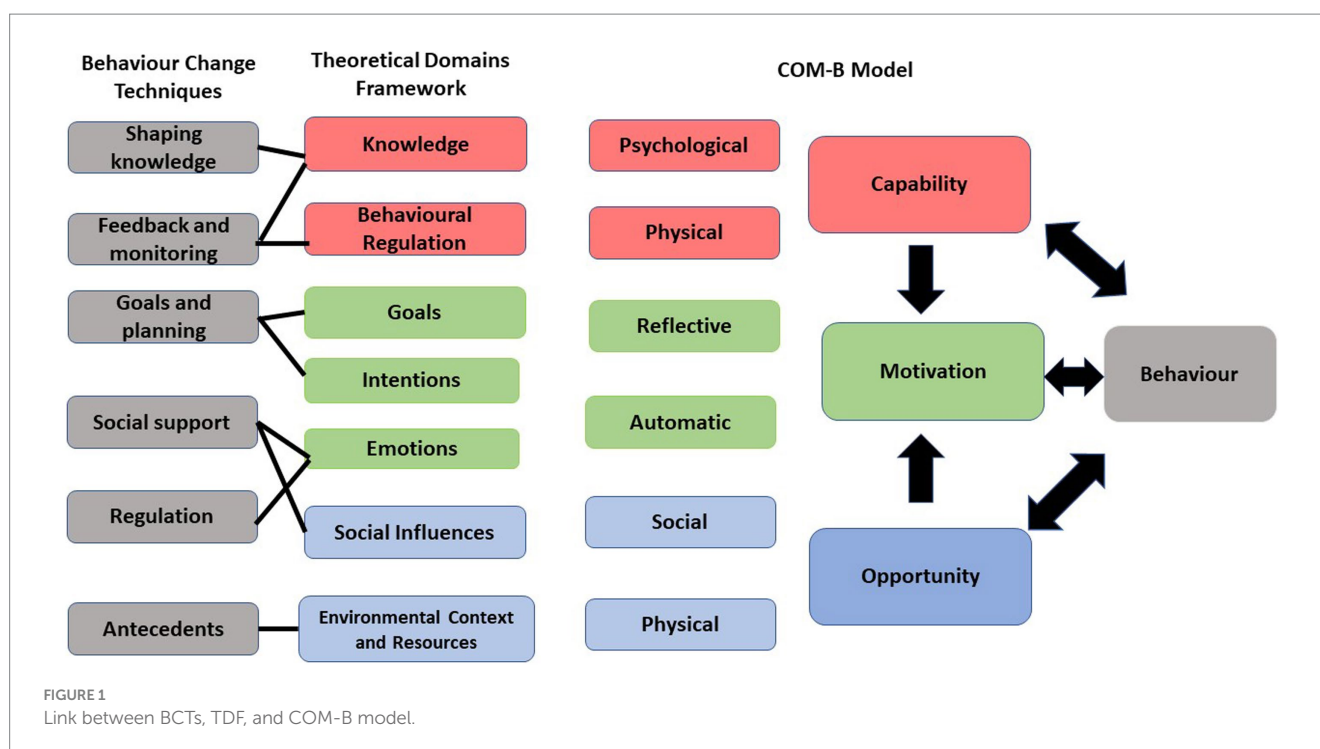 Behaviour Change
Techniques
Theoretical Domains
Framework
COM-B Model
Shaping
knowledge
Knowledge
Psychological
Capability
Feedback and
monitoring
Behavioural
Regulation
Physical
Goals and
planning
Goals
Reflective
Motivation
Behaviour
Intentions
Social support
Emotions
Automatic
Regulation
Social Influences
Social
Opportunity
Antecedents
Environmental Context
and Resources
Physical
FIGURE 1
Link between BCTs, TDF, and COM-B model.